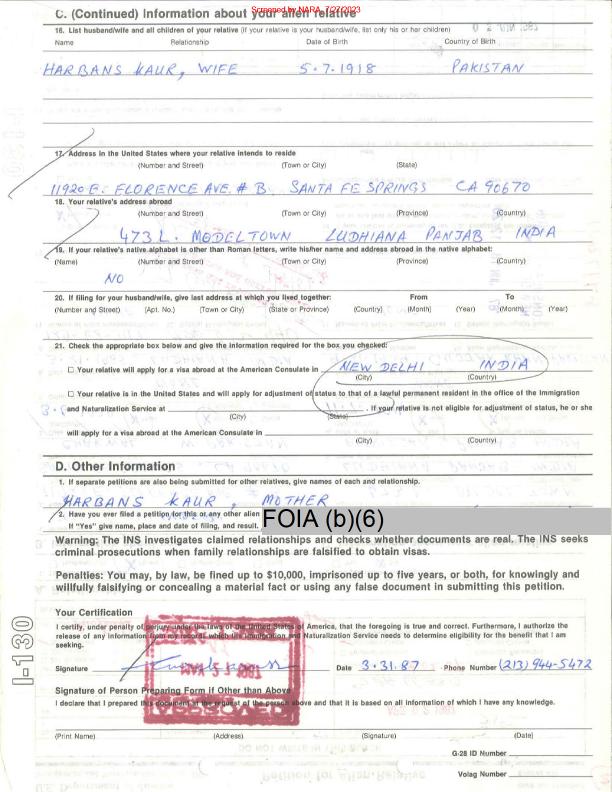 Screened by NARA, 7/27/2023
C. (Continued) Information about your alien relative
16. List husband/wife and all children of your relative (if your relative is your husband/wife, list only his or her children)
Name Relationship Date of Birth Country of Birth
HARBANS KAUR, WIFE 5.7.1918 PAKISTAN
17. Address in the United States where your relative intends to reside
(Number and Street) (Town or City) (State)
11920 E. FLORENCE AVE. # B SANTA FE SPRINGS CA 90670
18. Your relative's address abroad
(Number and Street) (Town or City) (Province) (Country)
473 L. MODEL TOWN LUDHIANA PANJAB INDIA
19. If your relative's native alphabet is other than Roman letters, write his/her name and address abroad in the native alphabet:
(Name) (Number and Street) (Town or City) (Province) (Country)
NO
20. If filing for your husband/wife, give last address at which you lived together: From To
(Number and Street) (Apt. No.) (Town or City) (State or Province) (Country) (Month) (Year) (Month) (Year)
21. Check the appropriate box below and give the information required for the box you checked:
☐ Your relative will apply for a visa abroad at the American Consulate in NEW DELHI INDIA
(City) (Country)
☐ Your relative is in the United States and will apply for adjustment of status to that of a lawful permanent resident in the office of the Immigration
and Naturalization Service at . If your relative is not eligible for adjustment of status, he or she
(City) (State)
will apply for a visa abroad at the American Consulate in
(City) (Country)
D. Other Information
1. If separate petitions are also being submitted for other relatives, give names of each and relationship.
HARBANS KAUR, MOTHER
2. Have you ever filed a petition for this or any other alien
FOIA (b)(6)
If "Yes" give name, place and date of filing, and result.
Warning: The INS investigates claimed relationships and checks whether documents are real. The INS seeks
criminal prosecutions when family relationships are falsified to obtain visas.
Penalties: You may, by law, be fined up to $10,000, imprisoned up to five years, or both, for knowingly and
willfully falsifying or concealing a material fact or using any false document in submitting this petition.
Your Certification
I certify, under penalty of perjury under the laws of the United States of America, that the foregoing is true and correct. Furthermore, I authorize the
release of any information from my records which the Immigration and Naturalization Service needs to determine eligibility for the benefit that I am
seeking.
Signature Date 3.31.87 Phone Number (213) 944-5472
Signature of Person Preparing Form if Other than Above
I declare that I prepared this document at the request of the person above and that it is based on all information of which I have any knowledge.
(Print Name) (Address) (Signature) (Date)
G-28 ID Number
Volag Number
I-130